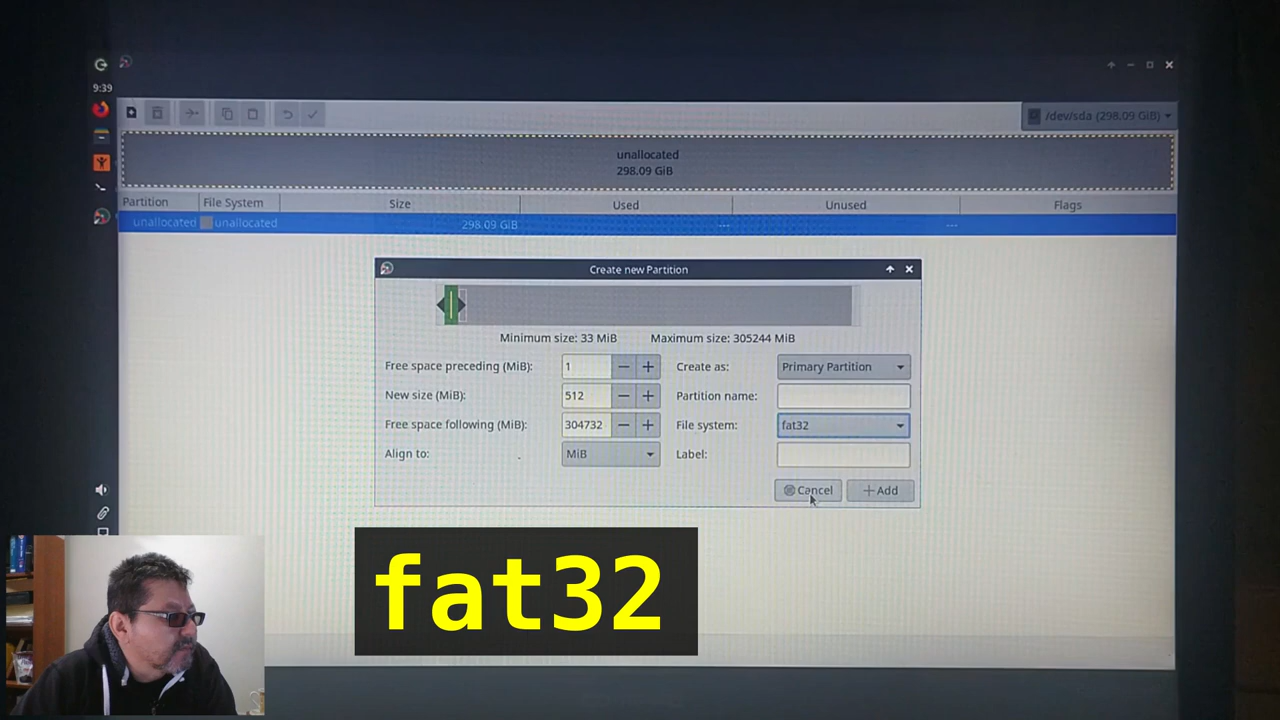 9:39
/dev/sda (298.09 GiB)
unallocated
298.09 GiB
Partition File System Size Used Unused Flags
unallocated unallocated 298.09 GiB --- ---
Create new Partition
Minimum size: 33 MiB Maximum size: 305244 MiB
Free space preceding (MiB): 1 Create as: Primary Partition
New size (MiB): 512 Partition name:
Free space following (MiB): 304732 File system: fat32
Align to: MiB Label:
Cancel Add
fat32